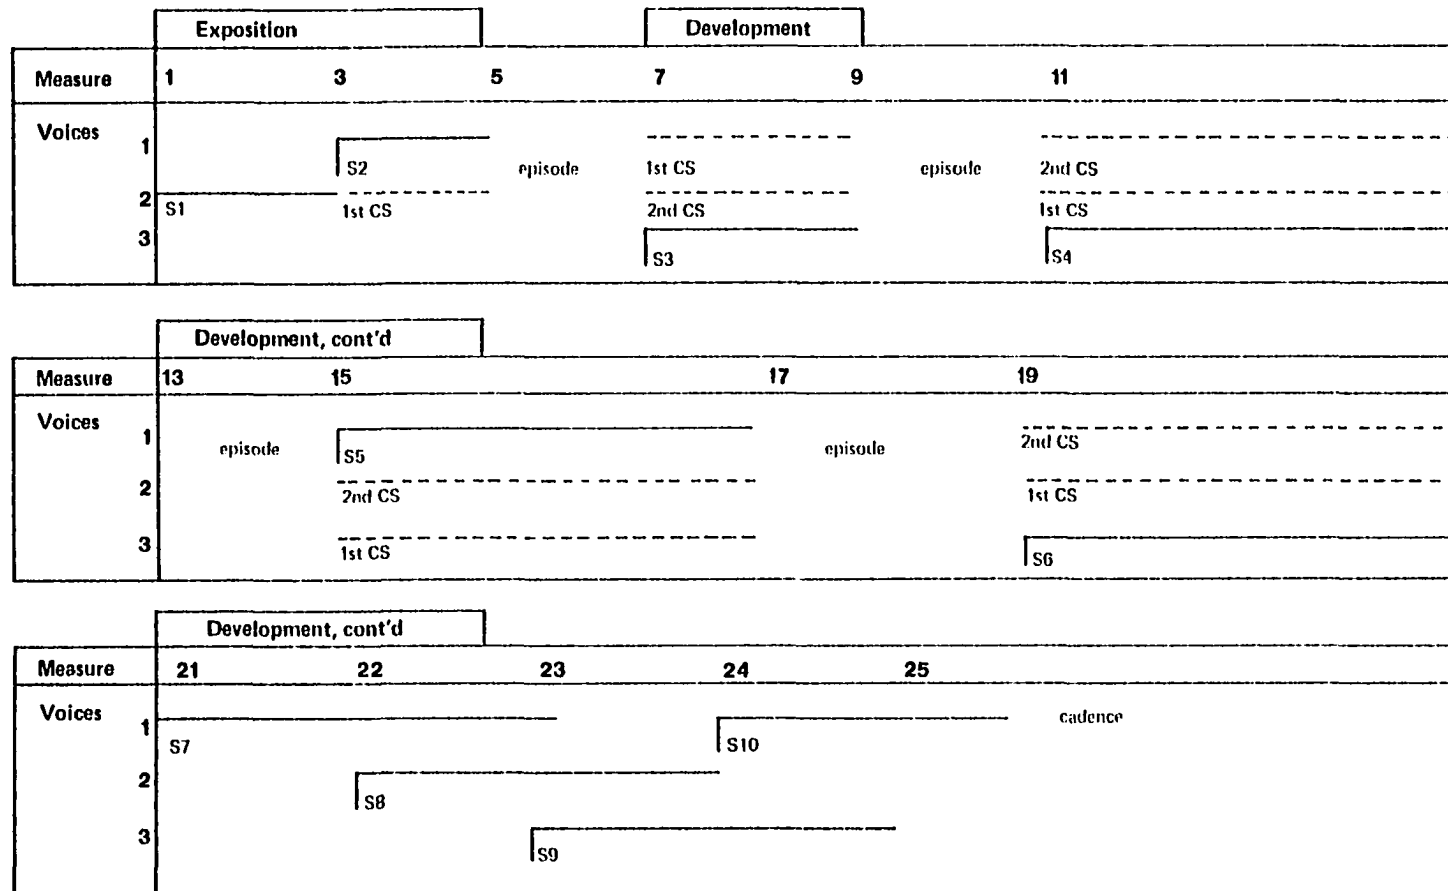 Exposition Development
Measure 1 3 5 7 9 11
Voices
1
S2 episode 1st CS episode 2nd CS
2
S1 1st CS 2nd CS 1st CS
3
S3 S4
Development, cont'd
Measure 13 15 17 19
Voices
1
episode S5 episode 2nd CS
2
2nd CS 1st CS
3
1st CS S6
Development, cont'd
Measure 21 22 23 24 25
Voices
1 cadence
S7 S10
2
S8
3
S9